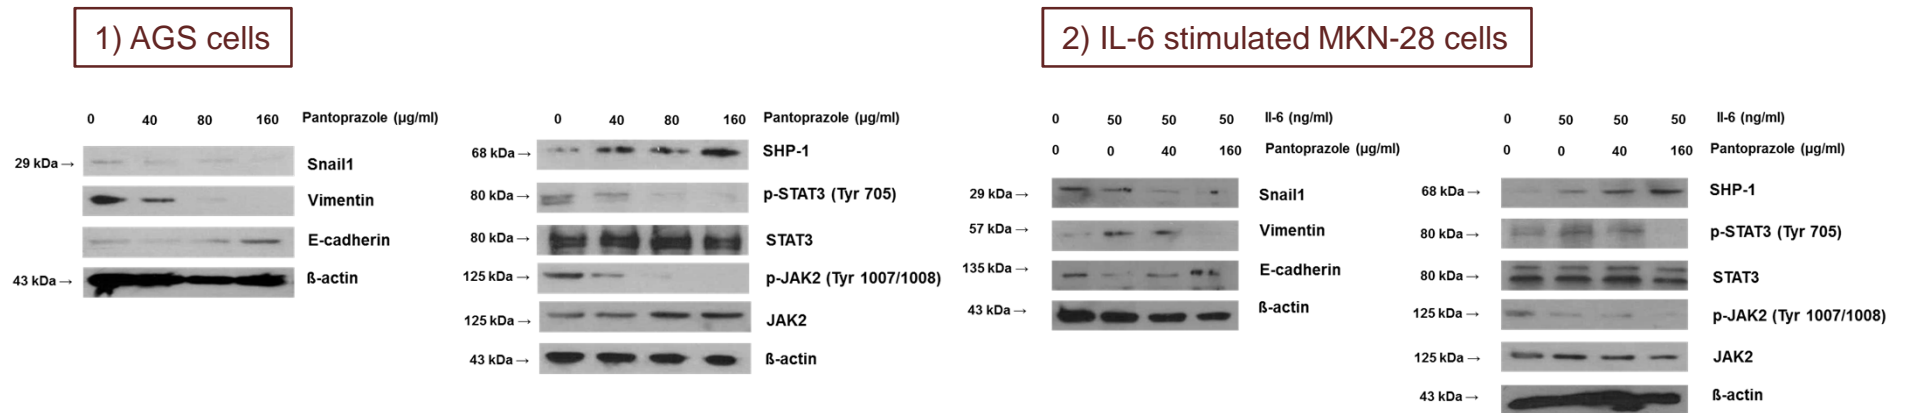 1) AGS cells
2) IL-6 stimulated MKN-28 cells
0 40 80 160 Pantoprazole (µg/ml)
29 kDa → Snail1
Vimentin
E-cadherin
43 kDa → ß-actin
0 40 80 160 Pantoprazole (µg/ml)
68 kDa → SHP-1
80 kDa → p-STAT3 (Tyr 705)
80 kDa → STAT3
125 kDa → p-JAK2 (Tyr 1007/1008)
125 kDa → JAK2
43 kDa → ß-actin
0 50 50 50 Il-6 (ng/ml)
0 0 40 160 Pantoprazole (µg/ml)
29 kDa → Snail1
57 kDa → Vimentin
135 kDa → E-cadherin
43 kDa → ß-actin
0 50 50 50 Il-6 (ng/ml)
0 0 40 160 Pantoprazole (µg/ml)
68 kDa → SHP-1
80 kDa → p-STAT3 (Tyr 705)
80 kDa → STAT3
125 kDa → p-JAK2 (Tyr 1007/1008)
125 kDa → JAK2
43 kDa → ß-actin